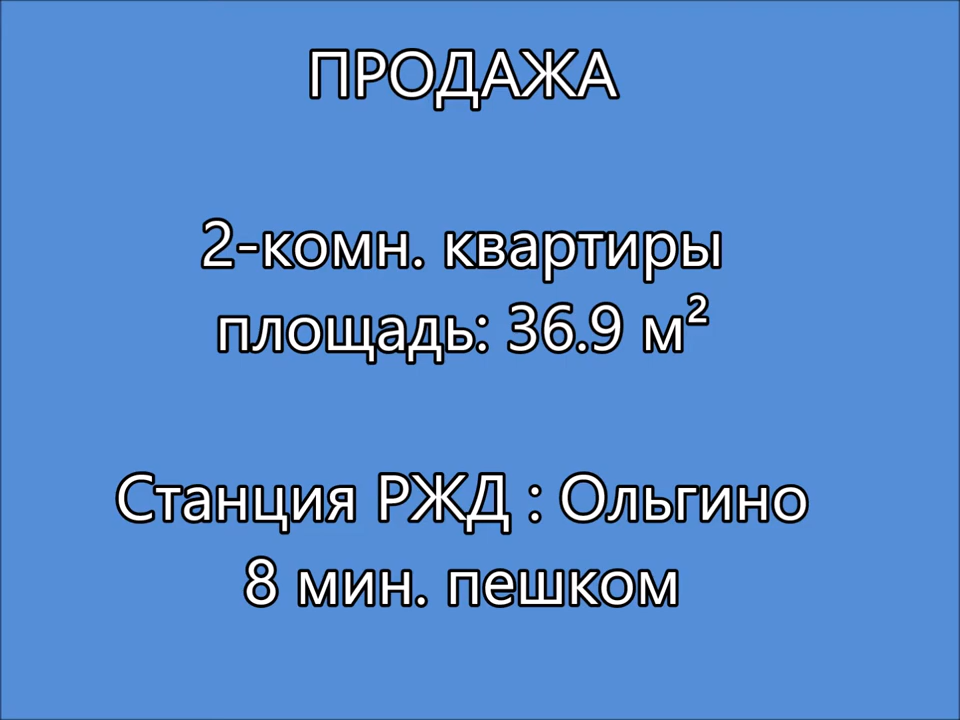 ПРОДАЖА
2-комн. квартиры
площадь: 36.9 м²
Станция РЖД : Ольгино
8 мин. пешком